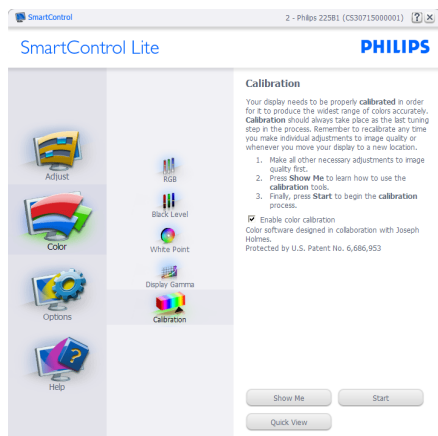 SmartControl
2 - Philips 225B1 (CS30715000001)
SmartControl Lite
PHILIPS
Adjust
Color
Options
Help
RGB
Black Level
White Point
Display Gamma
Calibration
Calibration
Your display needs to be properly calibrated in order
for it to produce the widest range of colors accurately.
Calibration should always take place as the last tuning
step in the process. Remember to recalibrate any time
you make individual adjustments to image quality or
whenever you move your display to a new location.
1. Make all other necessary adjustments to image
quality first.
2. Press Show Me to learn how to use the
calibration tools.
3. Finally, press Start to begin the calibration
process.
Enable color calibration
Color software designed in collaboration with Joseph
Holmes.
Protected by U.S. Patent No. 6,686,953
Show Me
Start
Quick View